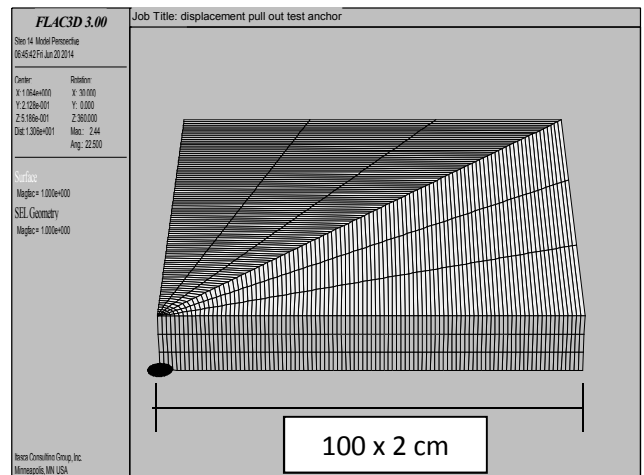 FLAC3D 3.00
Step 14 Model Perspective
06:45:42 Fri Jun 20 2014
Center:
X: 1.064e+000
Y: 2.128e-001
Z: 5.186e-001
Dist: 1.306e+001
Rotation:
X: 30.000
Y: 0.000
Z: 360.000
Mag.: 2.44
Ang.: 22.500
Surface
Magfac = 1.000e+000
SEL Geometry
Magfac = 1.000e+000
Itasca Consulting Group, Inc.
Minneapolis, MN USA
Job Title: displacement pull out test anchor
100 x 2 cm